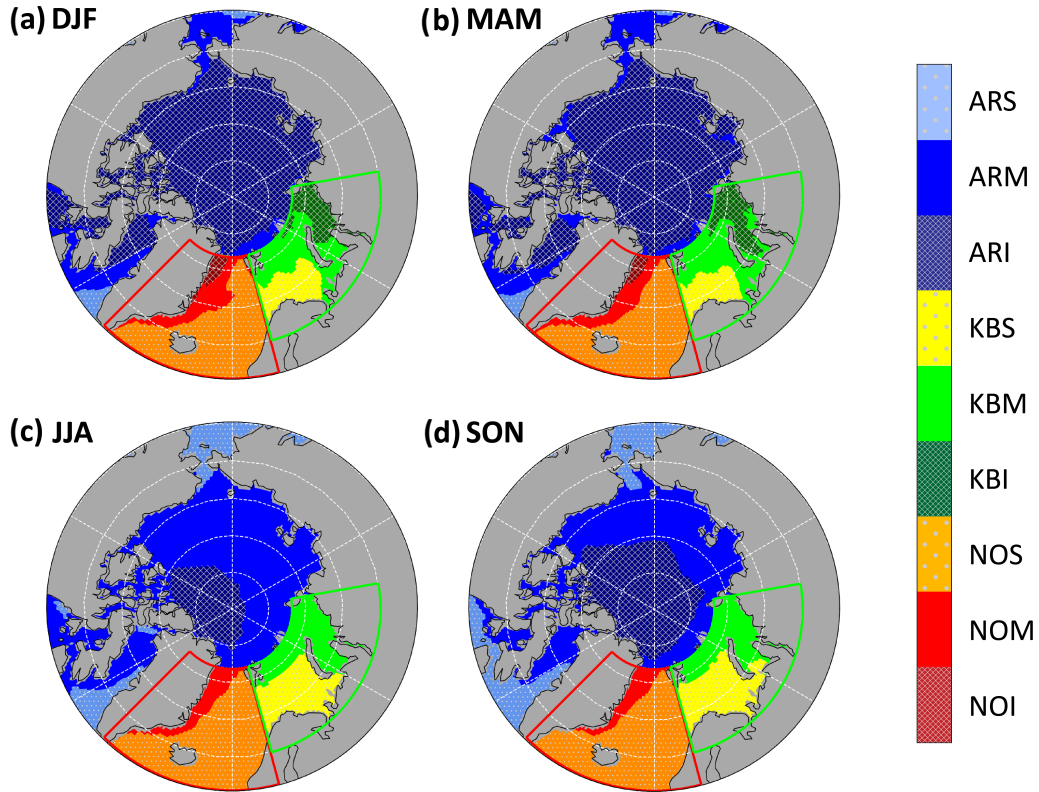 (a) DJF
(b) MAM
(c) JJA
(d) SON
ARS
ARM
ARI
KBS
KBM
KBI
NOS
NOM
NOI